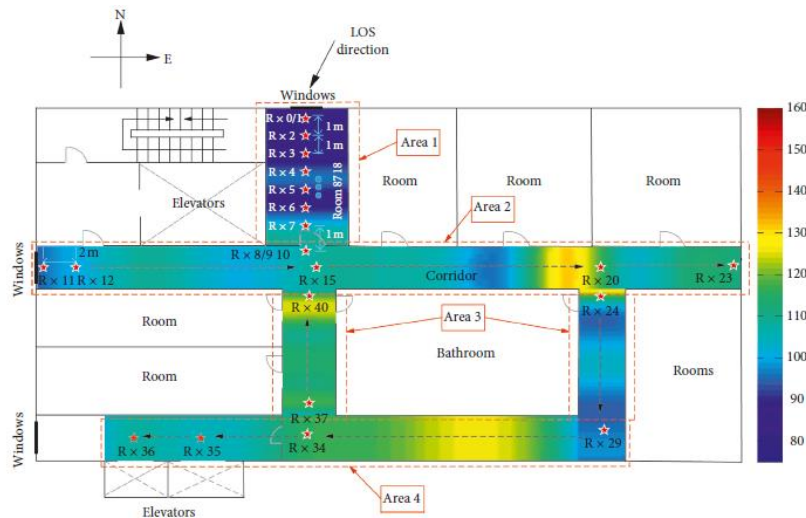 N
E
LOS
direction
Windows
R×0/1
1 m
R×2
1 m
R×3
R×4
R×5
R×6
R×7
1 m
Room 8718
Area 1
Room
Room
Room
Elevators
Area 2
Windows
2 m
R×8/9 10
R×11
R×12
R×15
Corridor
R×20
R×23
R×40
R×24
Room
Area 3
Bathroom
Rooms
Room
R×37
Windows
R×36
R×35
R×34
R×29
Area 4
Elevators
160
150
140
130
120
110
100
90
80